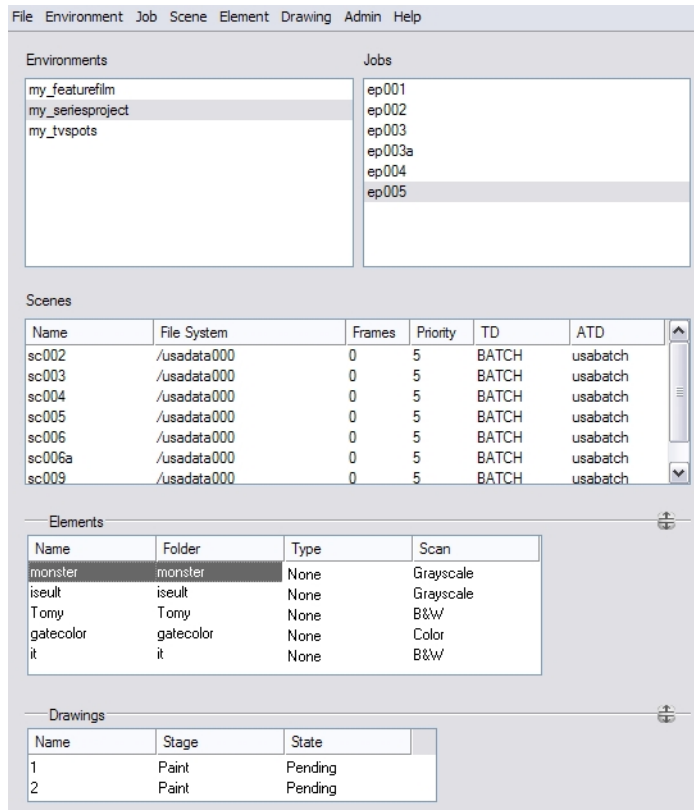 File Environment Job Scene Element Drawing Admin Help
Environments
my_featurefilm
my_seriesproject
my_tvspots
Jobs
ep001
ep002
ep003
ep003a
ep004
ep005
Scenes
Name File System Frames Priority TD ATD
sc002 /usadata000 0 5 BATCH usabatch
sc003 /usadata000 0 5 BATCH usabatch
sc004 /usadata000 0 5 BATCH usabatch
sc005 /usadata000 0 5 BATCH usabatch
sc006 /usadata000 0 5 BATCH usabatch
sc006a /usadata000 0 5 BATCH usabatch
sc009 /usadata000 0 5 BATCH usabatch
Elements
Name Folder Type Scan
monster monster None Grayscale
iseult iseult None Grayscale
Tomy Tomy None B&W
gatecolor gatecolor None Color
it it None B&W
Drawings
Name Stage State
1 Paint Pending
2 Paint Pending